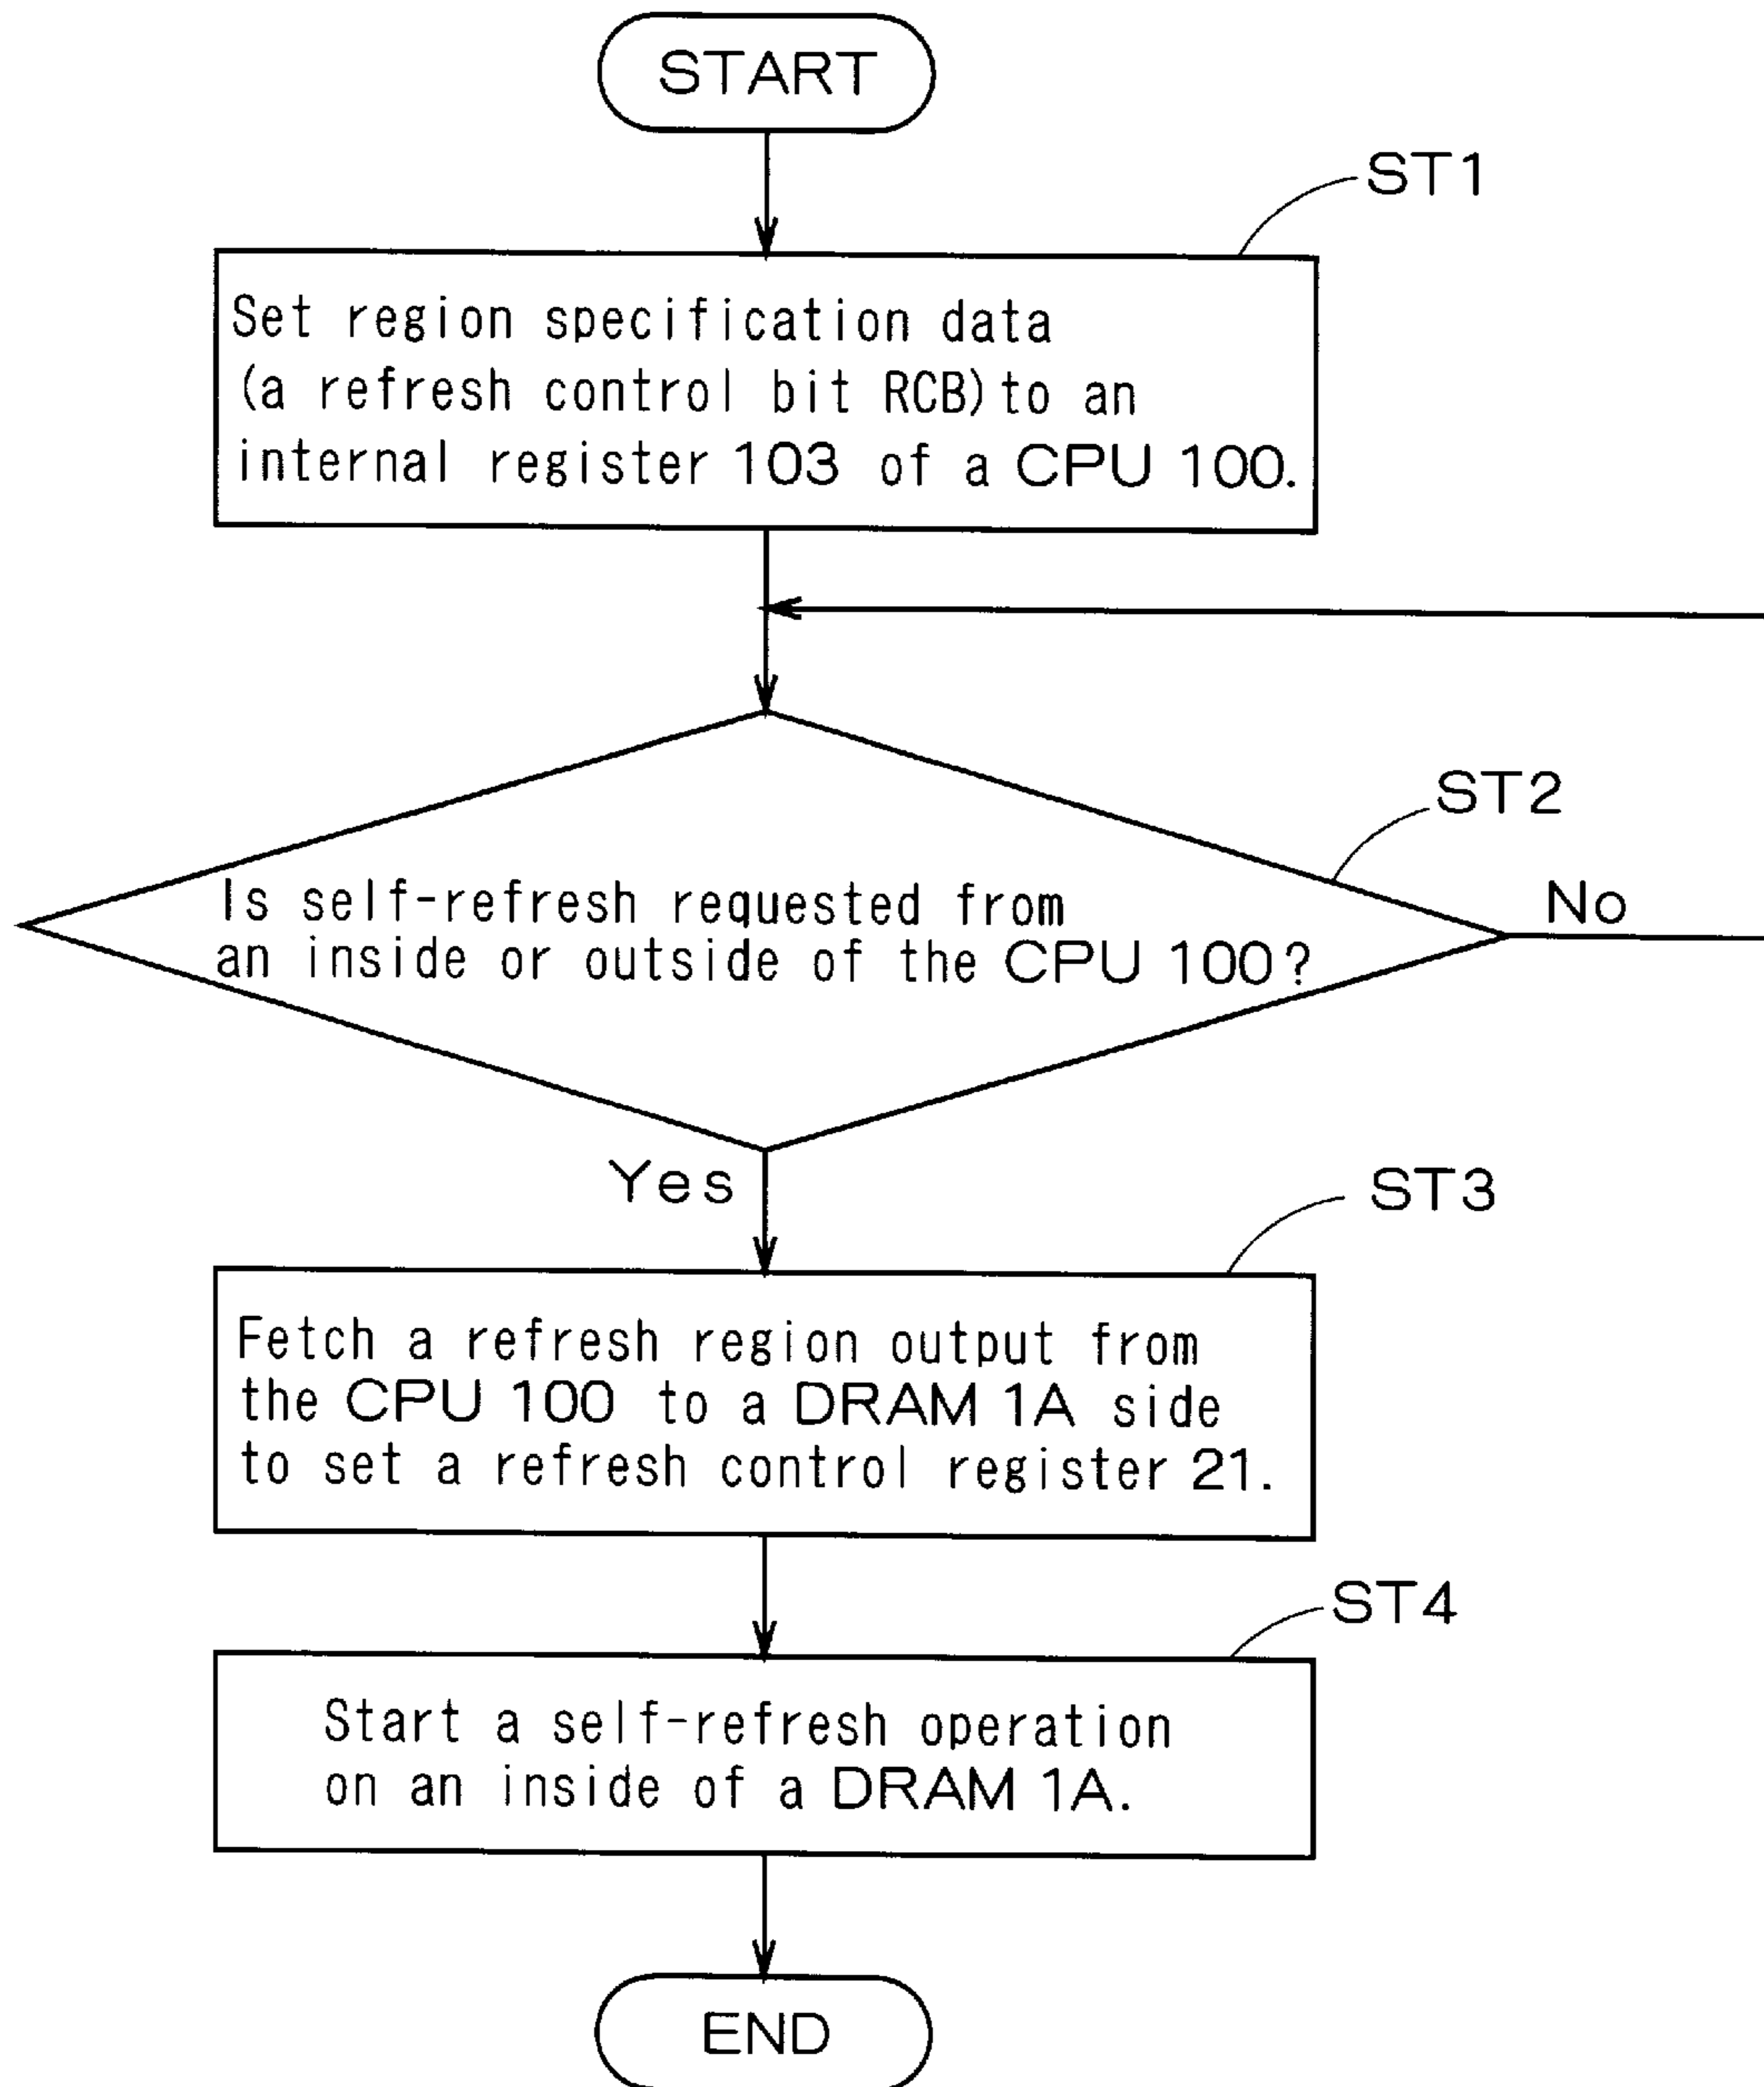 START
ST1
Set region specification data
(a refresh control bit RCB) to an
internal register 103 of a CPU 100.
ST2
Is self-refresh requested from
an inside or outside of the CPU 100?
No
Yes
ST3
Fetch a refresh region output from
the CPU 100 to a DRAM 1A side
to set a refresh control register 21.
ST4
Start a self-refresh operation
on an inside of a DRAM 1A.
END